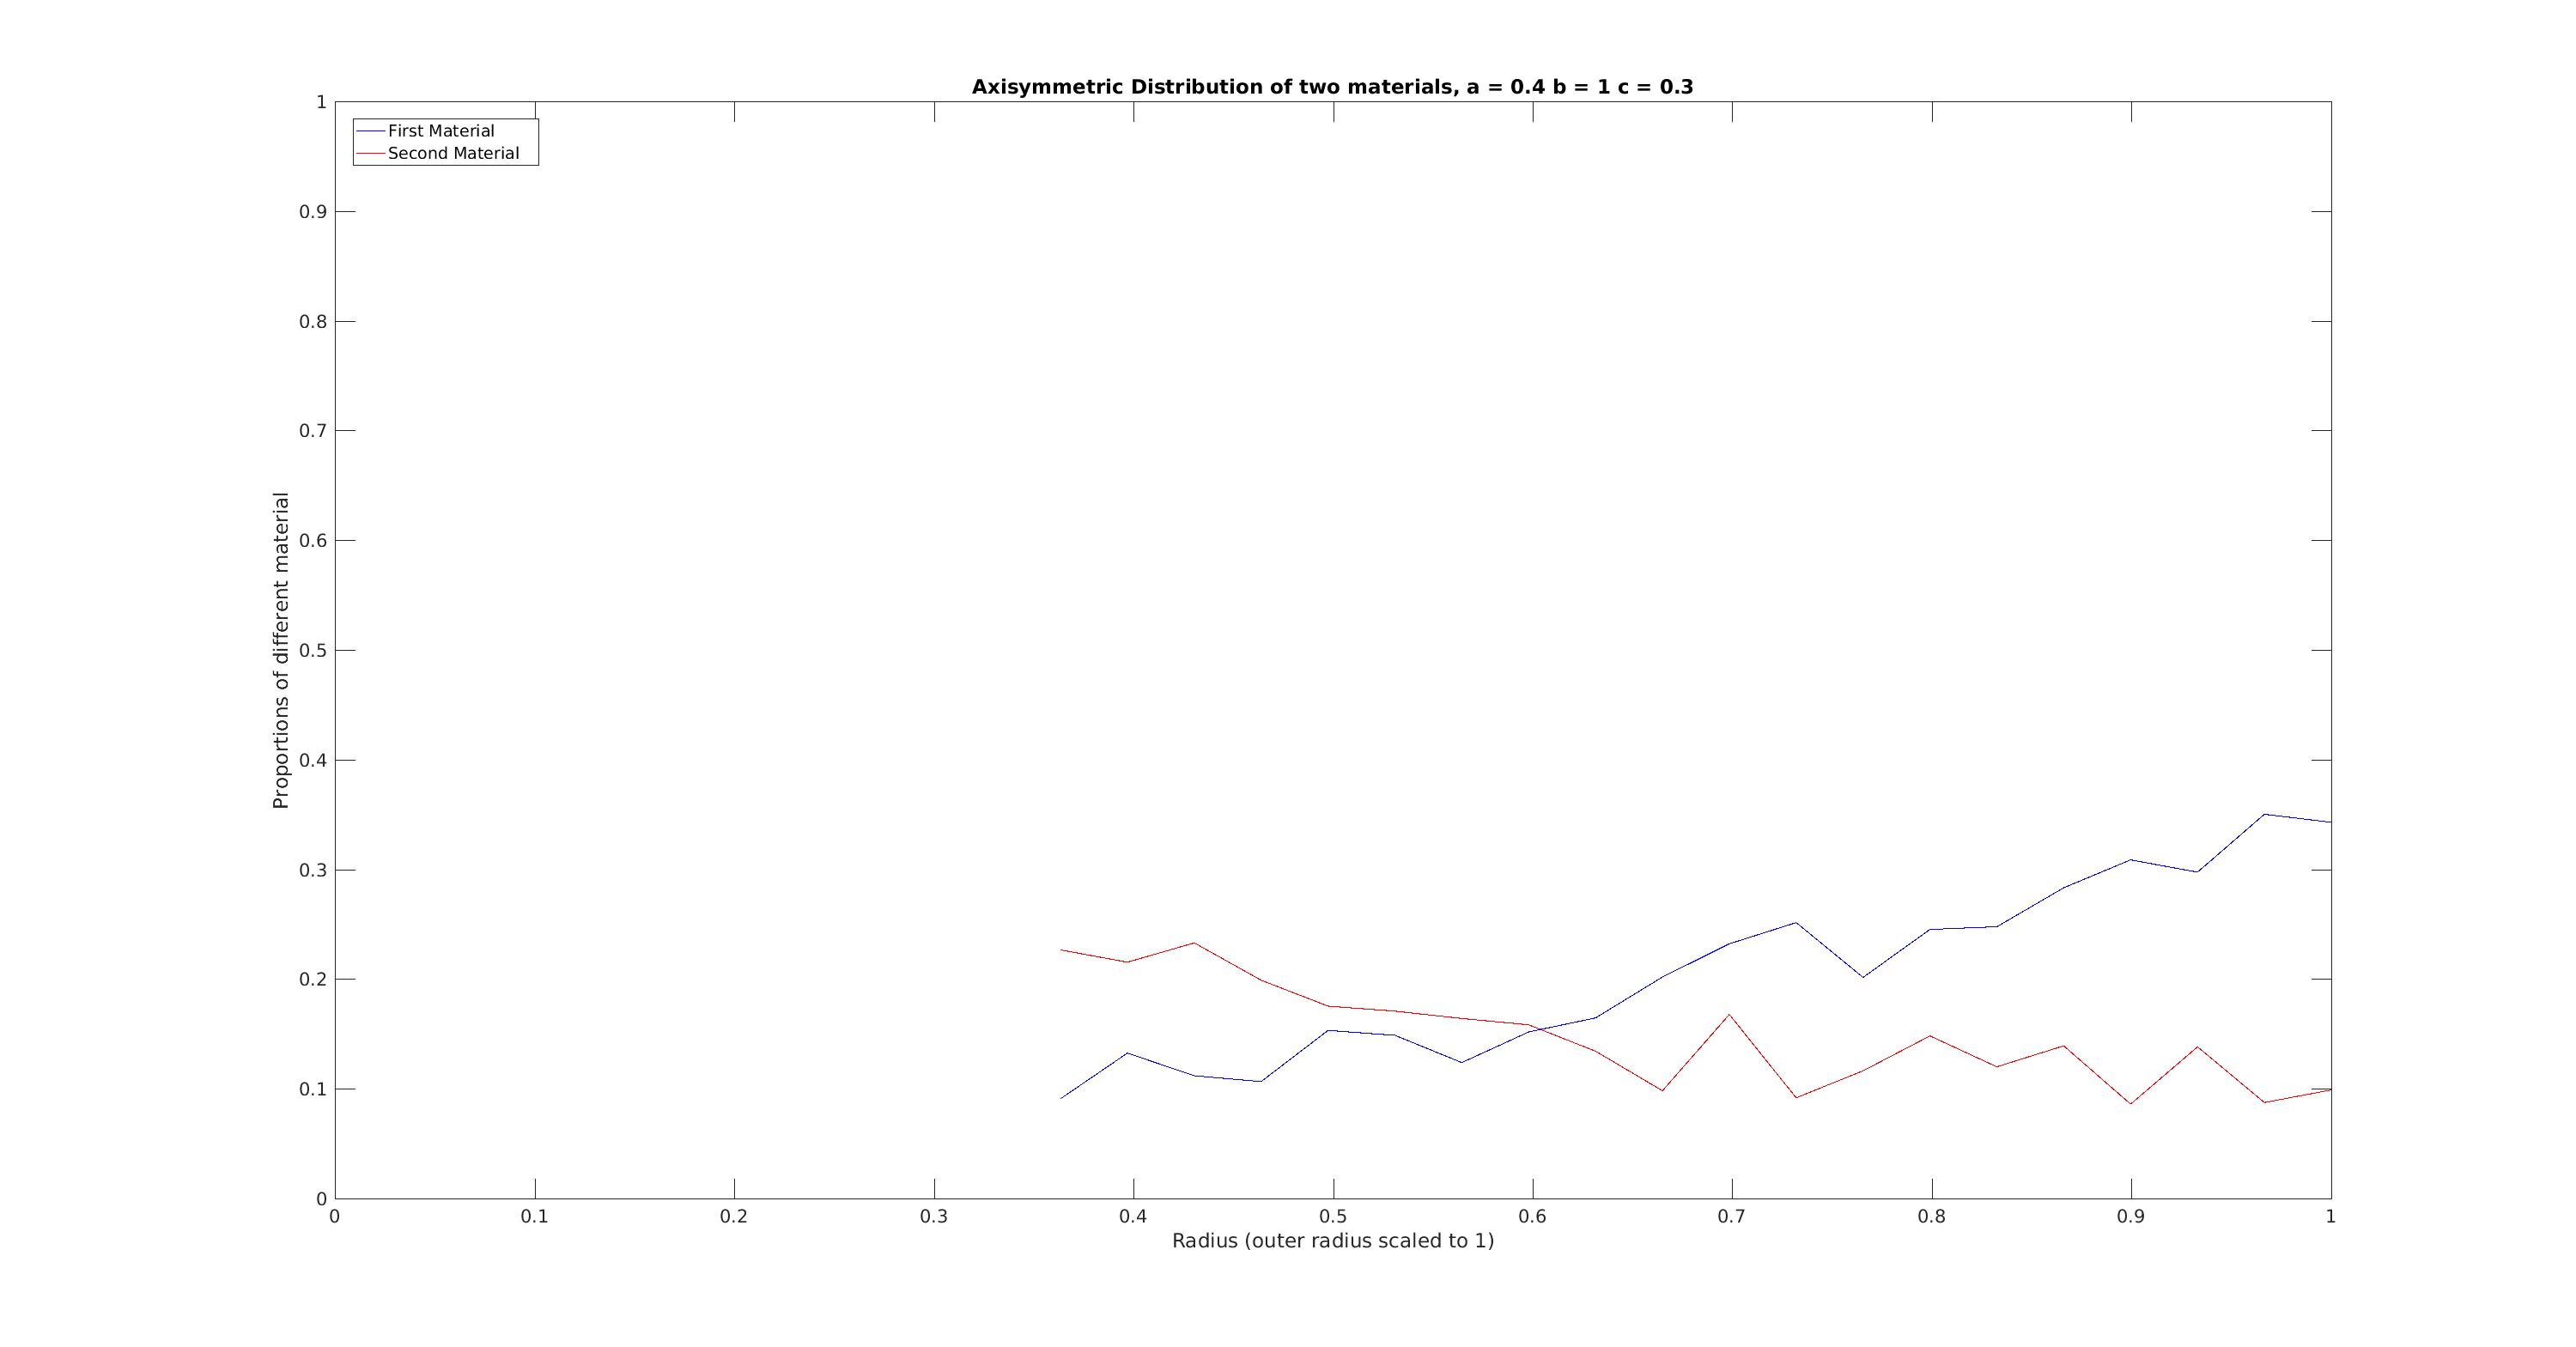 Axisymmetric Distribution of two materials, a = 0.4 b = 1 c = 0.3
First Material
Second Material
1
0.9
0.8
0.7
0.6
0.5
0.4
0.3
0.2
0.1
0
Proportions of different material
0 0.1 0.2 0.3 0.4 0.5 0.6 0.7 0.8 0.9 1
Radius (outer radius scaled to 1)